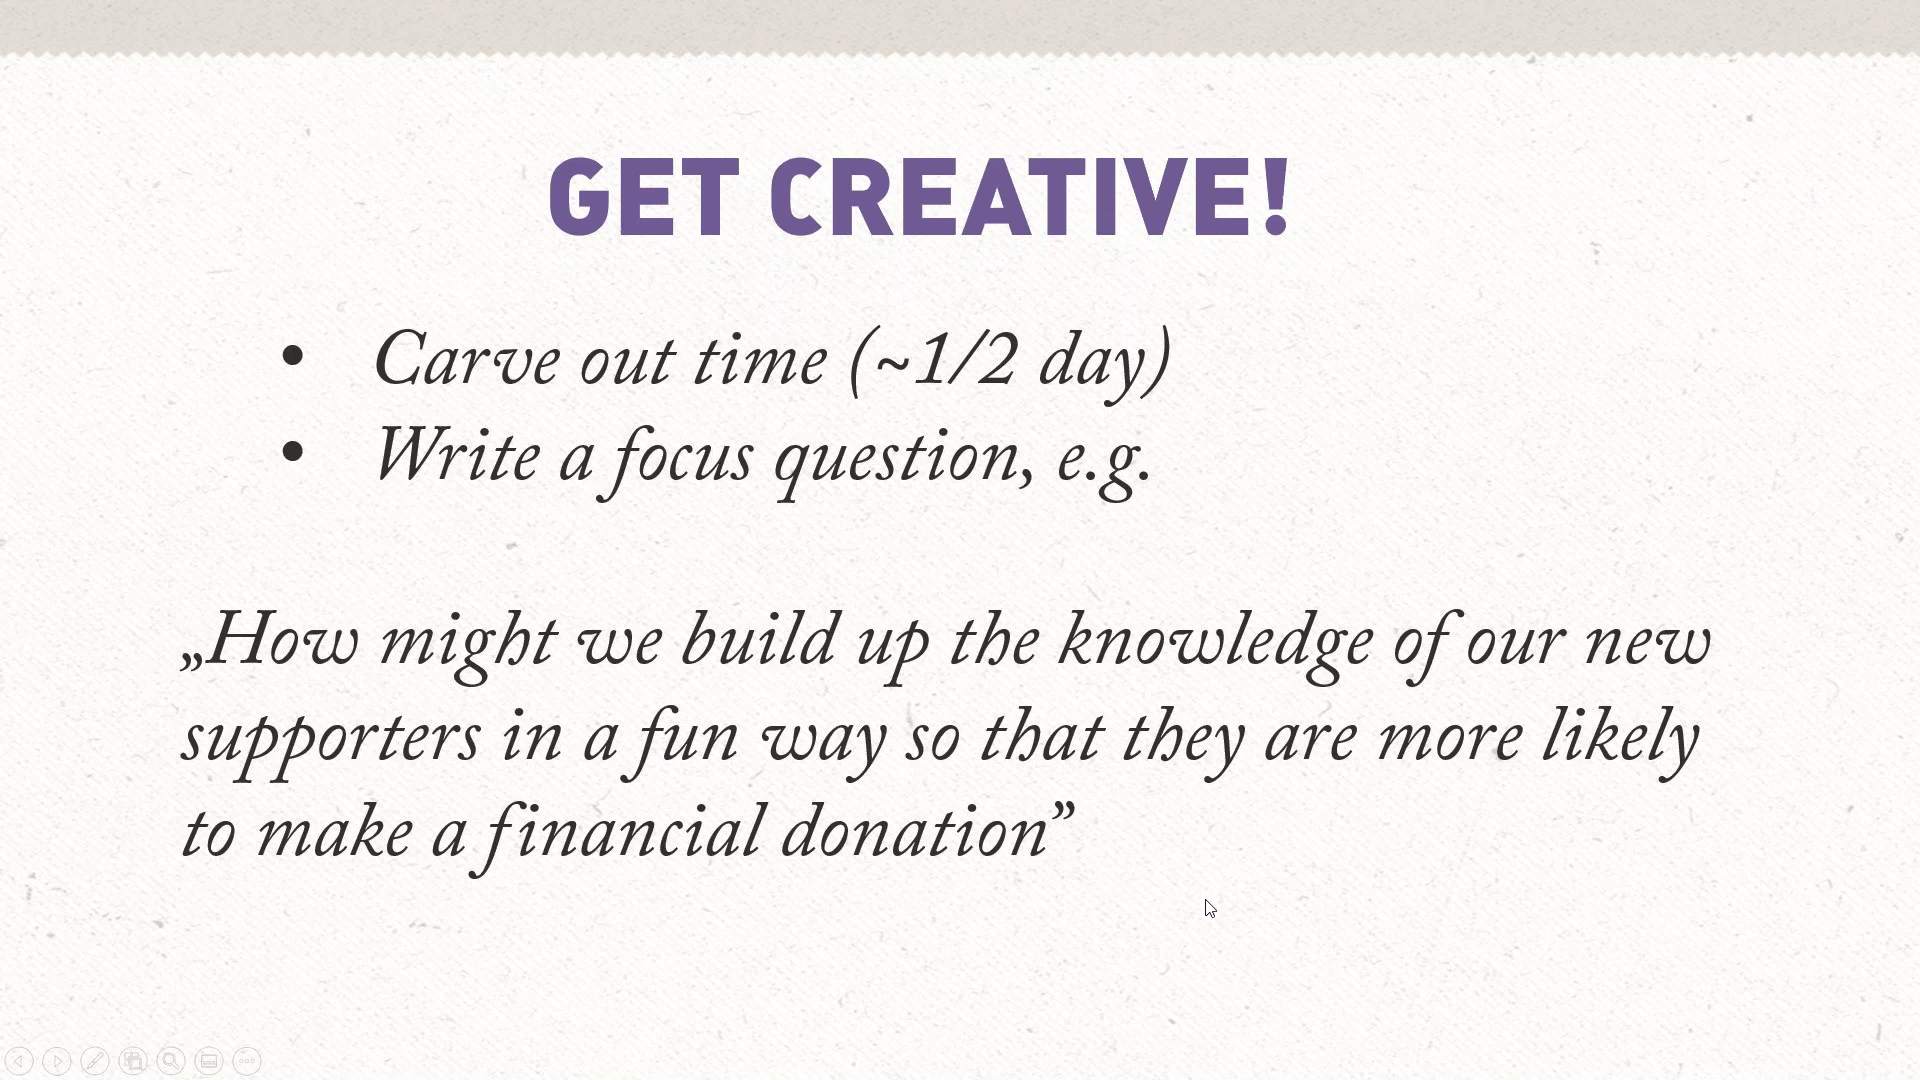 GET CREATIVE!
• Carve out time (~1/2 day)
• Write a focus question, e.g.
„How might we build up the knowledge of our new
supporters in a fun way so that they are more likely
to make a financial donation”